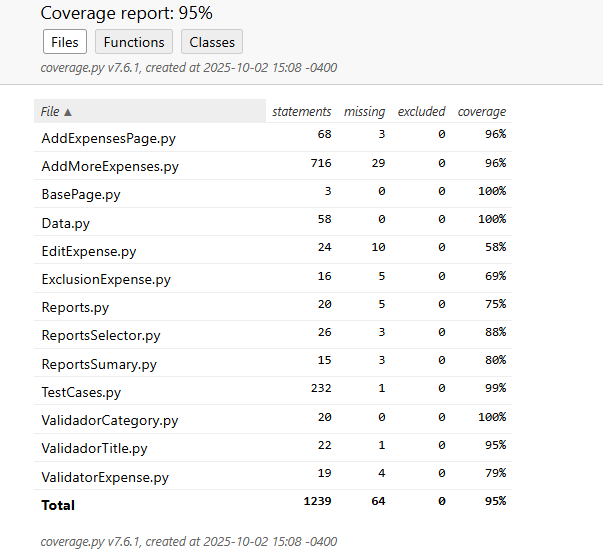 Coverage report: 95%
Files Functions Classes
coverage.py v7.6.1, created at 2025-10-02 15:08 -0400
File ▲ statements missing excluded coverage
AddExpensesPage.py 68 3 0 96%
AddMoreExpenses.py 716 29 0 96%
BasePage.py 3 0 0 100%
Data.py 58 0 0 100%
EditExpense.py 24 10 0 58%
ExclusionExpense.py 16 5 0 69%
Reports.py 20 5 0 75%
ReportsSelector.py 26 3 0 88%
ReportsSumary.py 15 3 0 80%
TestCases.py 232 1 0 99%
ValidadorCategory.py 20 0 0 100%
ValidadorTitle.py 22 1 0 95%
ValidatorExpense.py 19 4 0 79%
Total 1239 64 0 95%
coverage.py v7.6.1, created at 2025-10-02 15:08 -0400